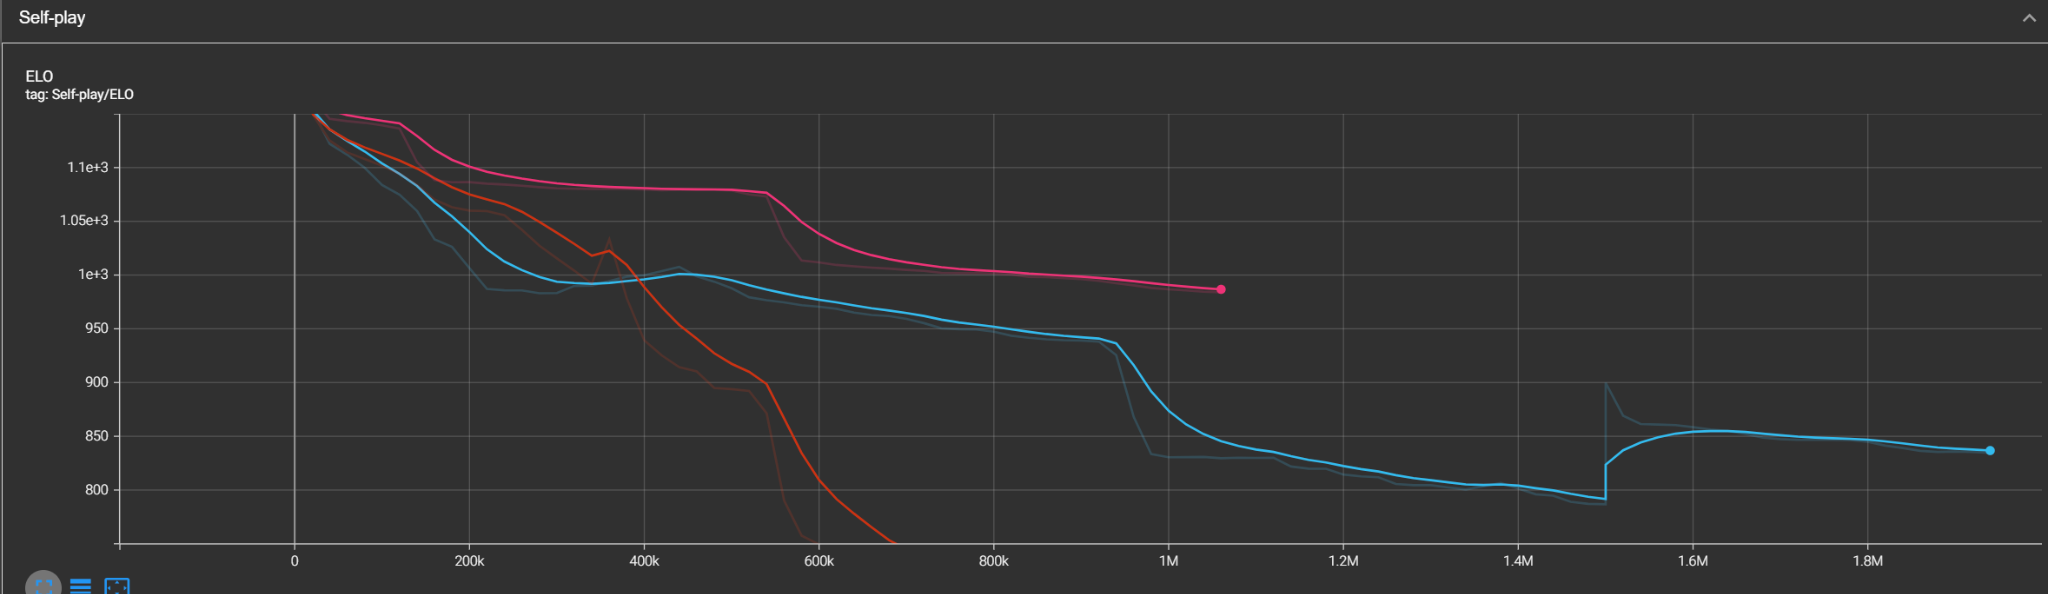 Self-play
ELO
tag: Self-play/ELO
1.1e+3
1.05e+3
1e+3
950
900
850
800
0 200k 400k 600k 800k 1M 1.2M 1.4M 1.6M 1.8M